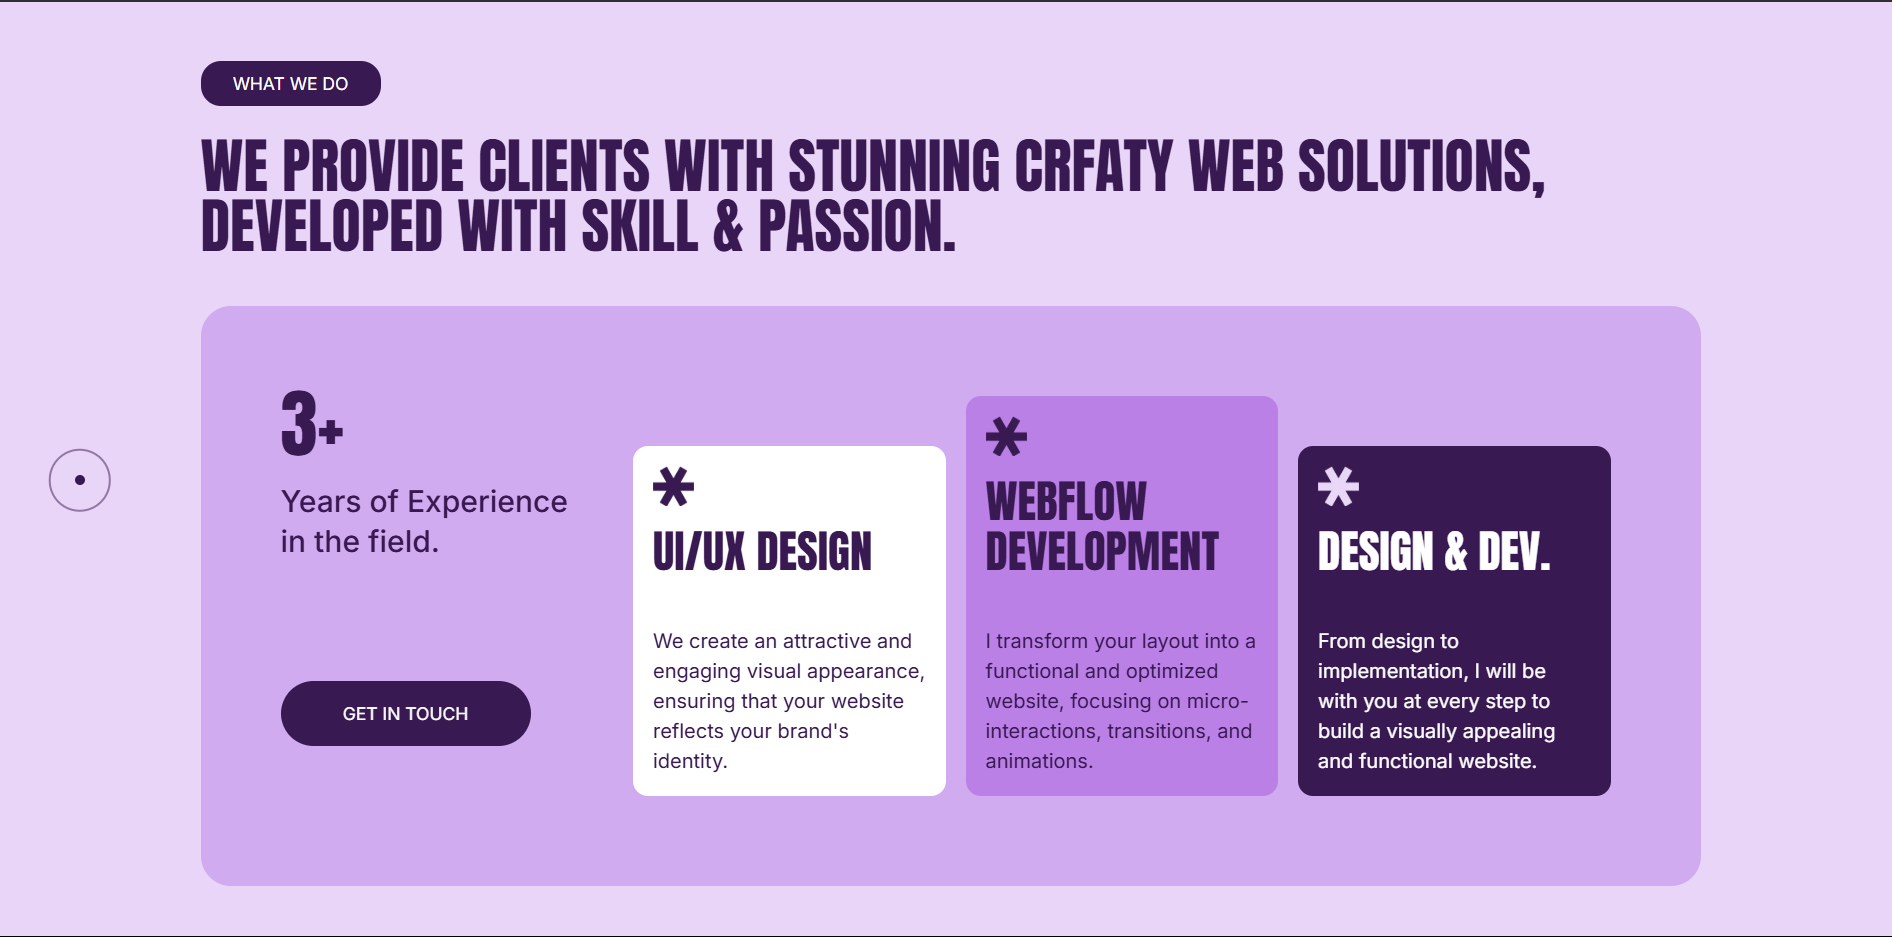 WHAT WE DO
WE PROVIDE CLIENTS WITH STUNNING CRFATY WEB SOLUTIONS,
DEVELOPED WITH SKILL & PASSION.
3+
Years of Experience
in the field.
GET IN TOUCH
UI/UX DESIGN
We create an attractive and
engaging visual appearance,
ensuring that your website
reflects your brand's
identity.
WEBFLOW
DEVELOPMENT
I transform your layout into a
functional and optimized
website, focusing on micro-
interactions, transitions, and
animations.
DESIGN & DEV.
From design to
implementation, I will be
with you at every step to
build a visually appealing
and functional website.